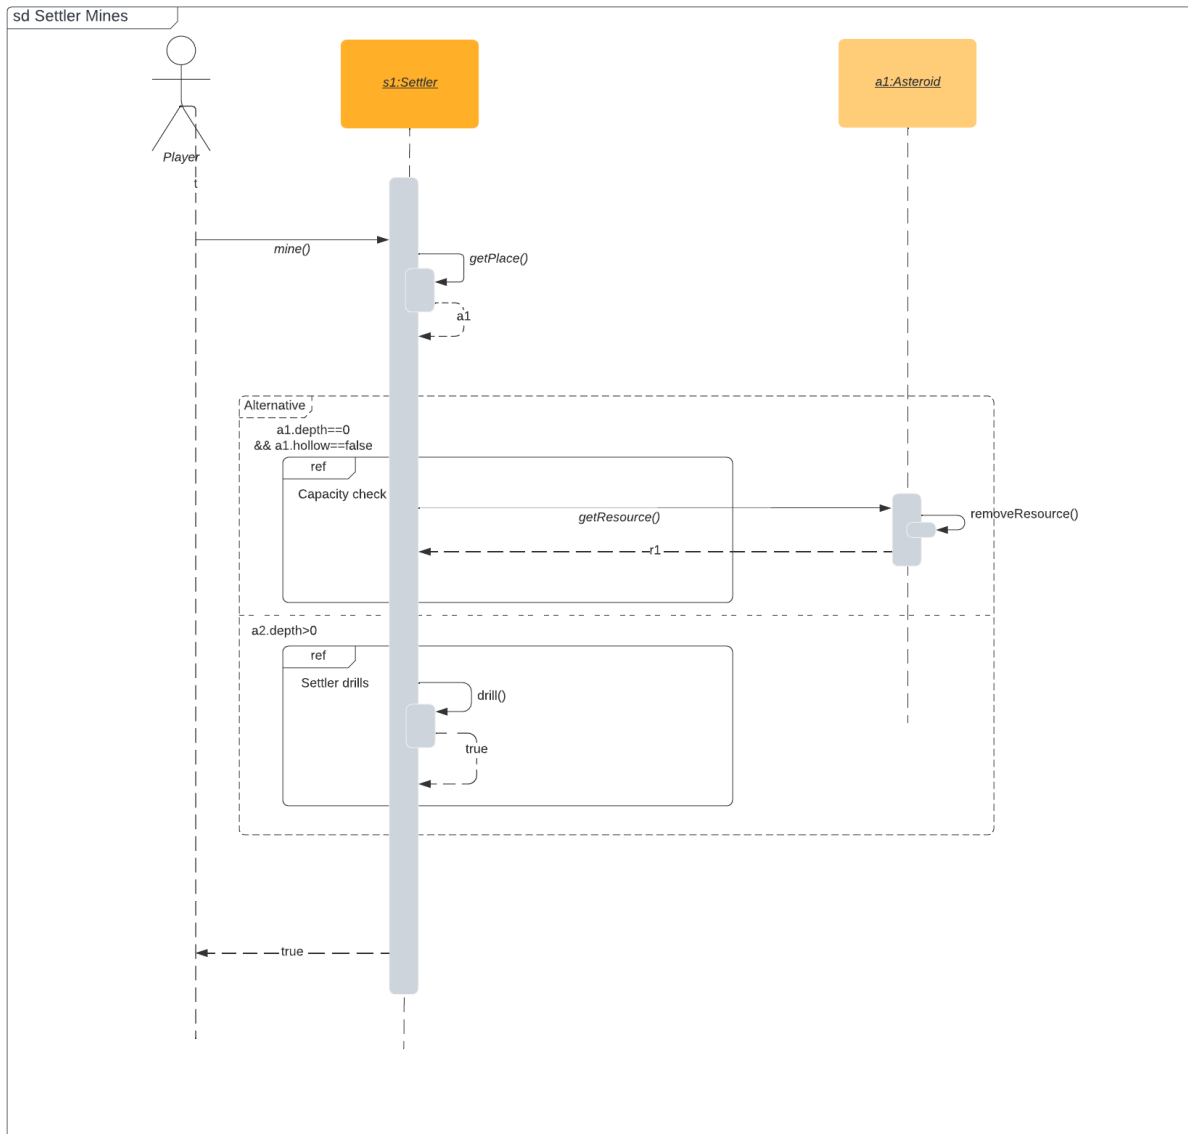 sd Settler Mines
s1:Settler
a1:Asteroid
Player
mine()
getPlace()
a1
Alternative
a1.depth==0
&& a1.hollow==false
ref
Capacity check
getResource()
removeResource()
r1
a2.depth>0
ref
Settler drills
drill()
true
true